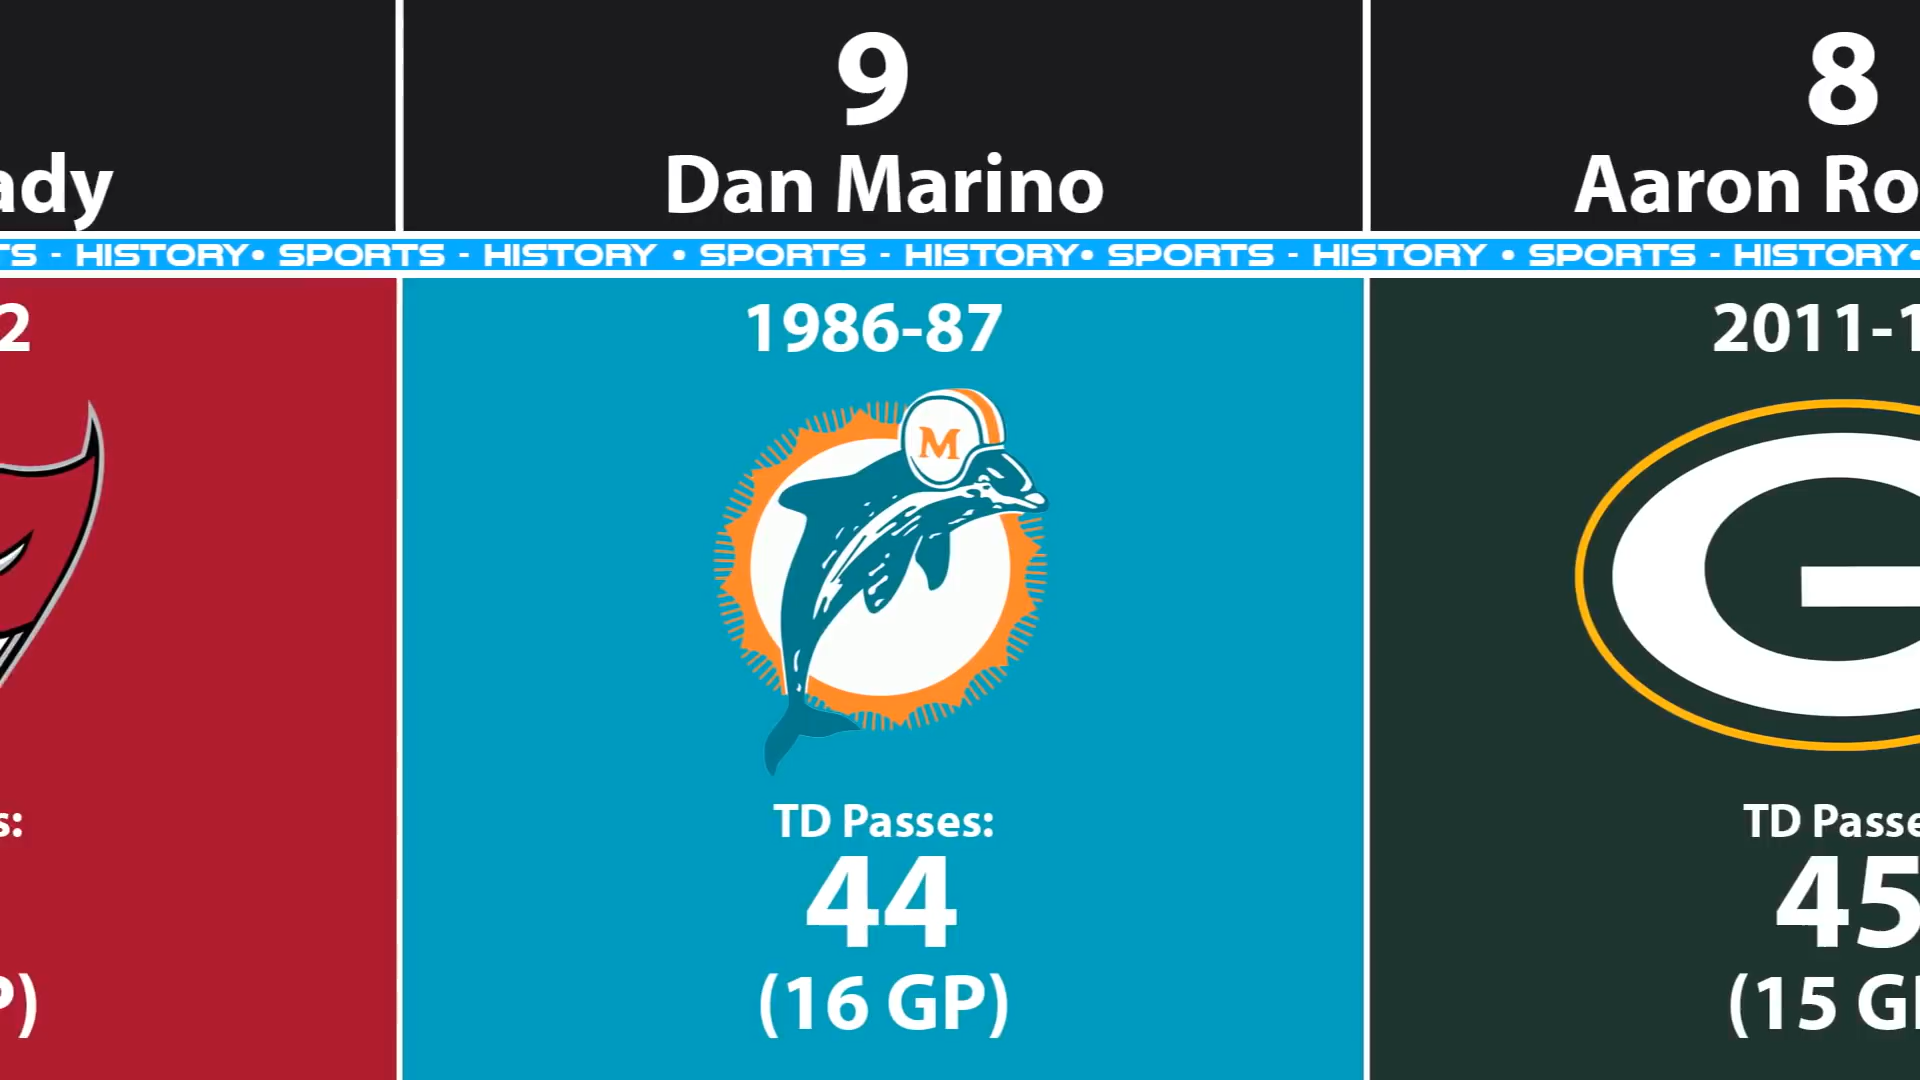 9
8
ady
Dan Marino
Aaron Ro
TS - HISTORY• SPORTS - HISTORY • SPORTS - HISTORY• SPORTS - HISTORY • SPORTS - HISTORY•
2
1986-87
2011-1
M
G
s:
TD Passes:
TD Passe
44
45
P)
(16 GP)
(15 G